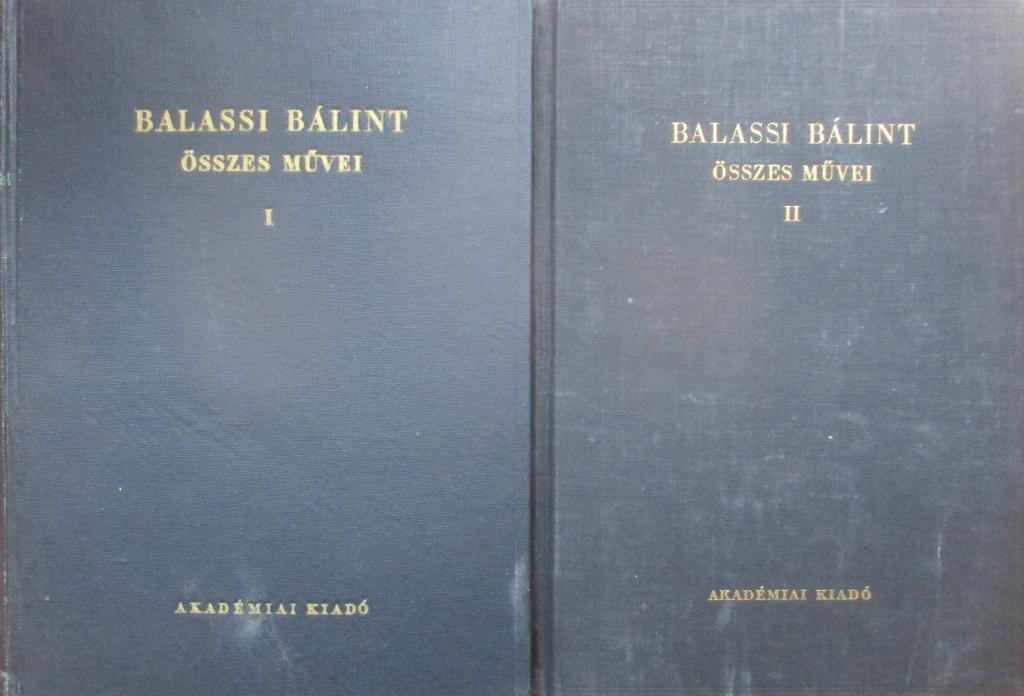 BALASSI BÁLINT
ÖSSZES MŰVEI
I
AKADÉMIAI KIADÓ
BALASSI BÁLINT
ÖSSZES MŰVEI
II
AKADÉMIAI KIADÓ